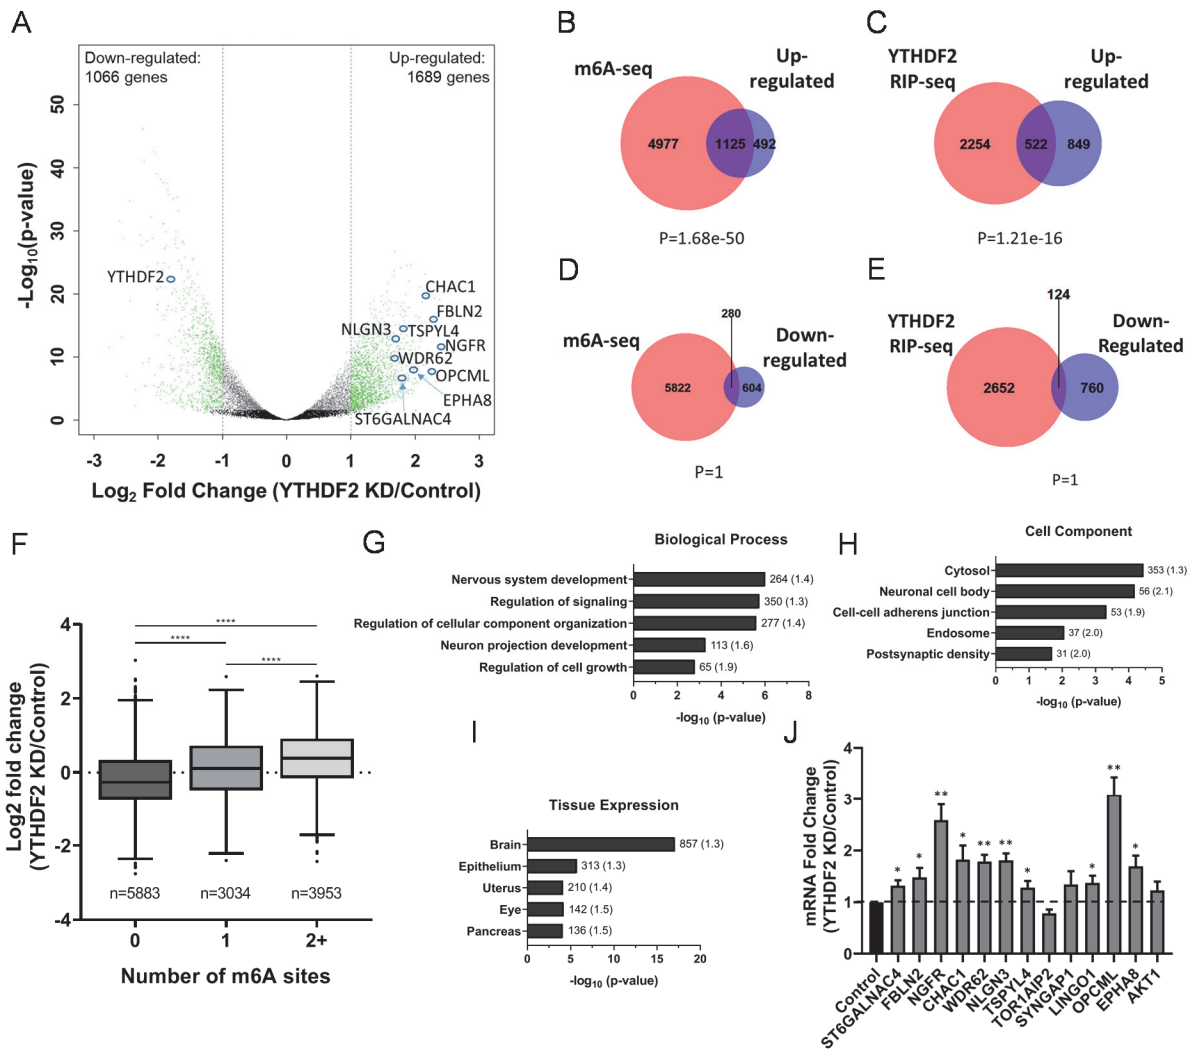 A
Down-regulated:
1066 genes
Up-regulated:
1689 genes
-Log10(p-value)
50
40
30
20
10
0
YTHDF2
CHAC1
FBLN2
NLGN3
TSPYL4
NGFR
WDR62
OPCML
EPHA8
ST6GALNAC4
-3
-2
-1
0
1
2
3
Log2 Fold Change (YTHDF2 KD/Control)
B
m6A-seq
Up-
regulated
4977
1125
492
P=1.68e-50
C
YTHDF2
RIP-seq
Up-
regulated
2254
522
849
P=1.21e-16
D
m6A-seq
280
Down-
regulated
5822
604
P=1
E
YTHDF2
RIP-seq
124
Down-
Regulated
2652
760
P=1
F
Log2 fold change
(YTHDF2 KD/Control)
4
2
0
-2
-4
****
****
****
n=5883
n=3034
n=3953
0
1
2+
Number of m6A sites
G
Biological Process
Nervous system development
264 (1.4)
Regulation of signaling
350 (1.3)
Regulation of cellular component organization
277 (1.4)
Neuron projection development
113 (1.6)
Regulation of cell growth
65 (1.9)
0
2
4
6
8
-log10 (p-value)
H
Cell Component
Cytosol
353 (1.3)
Neuronal cell body
56 (2.1)
Cell-cell adherens junction
53 (1.9)
Endosome
37 (2.0)
Postsynaptic density
31 (2.0)
0
1
2
3
4
5
-log10 (p-value)
I
Tissue Expression
Brain
857 (1.3)
Epithelium
313 (1.3)
Uterus
210 (1.4)
Eye
142 (1.5)
Pancreas
136 (1.5)
0
5
10
15
20
-log10 (p-value)
J
mRNA Fold Change
(YTHDF2 KD/Control)
4
3
2
1
0
*
*
**
*
**
**
*
*
**
*
Control
ST6GALNAC4
FBLN2
NGFR
CHAC1
WDR62
NLGN3
TSPYL4
TOR1AIP2
SYNGAP1
LINGO1
OPCML
EPHA8
AKT1